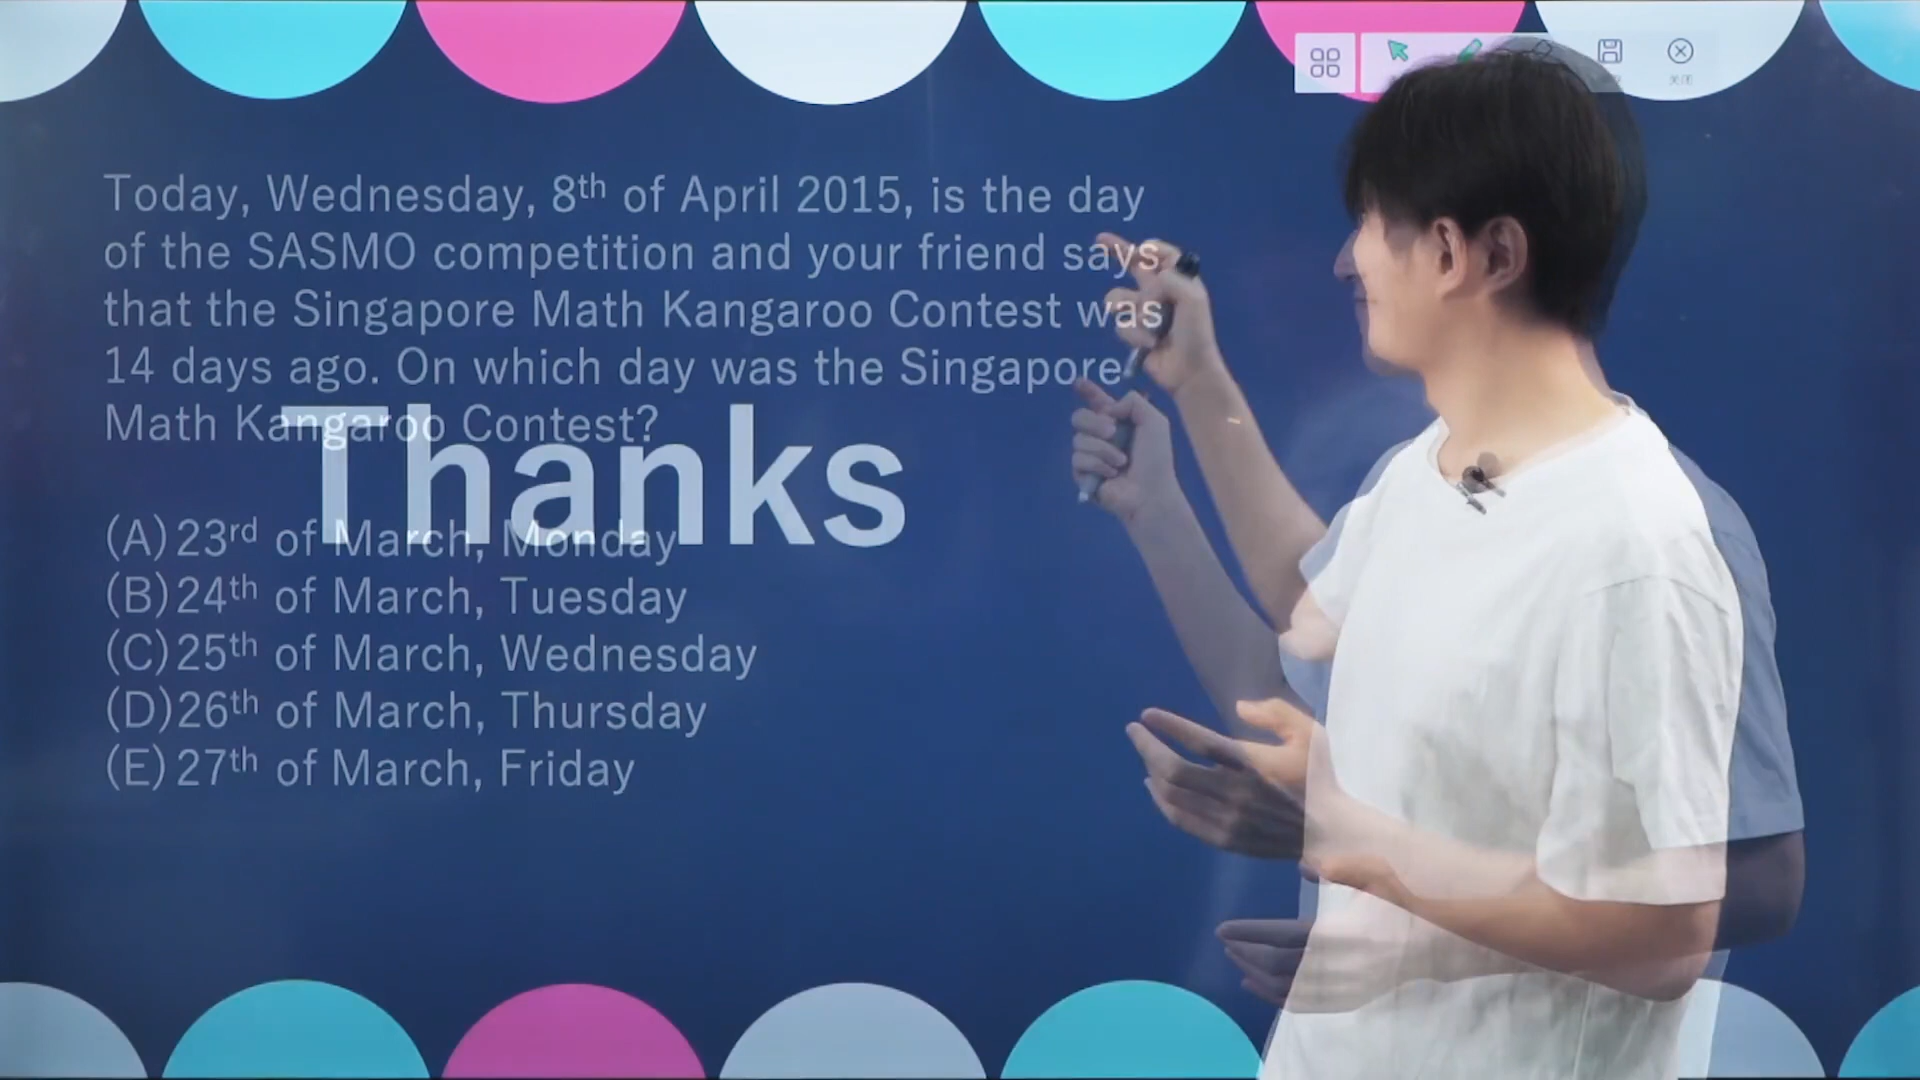 Today, Wednesday, 8th of April 2015, is the day
of the SASMO competition and your friend says
that the Singapore Math Kangaroo Contest was
14 days ago. On which day was the Singapore
Math Kangaroo Contest?
Thanks
(A) 23rd of March, Monday
(B) 24th of March, Tuesday
(C) 25th of March, Wednesday
(D) 26th of March, Thursday
(E) 27th of March, Friday
关闭